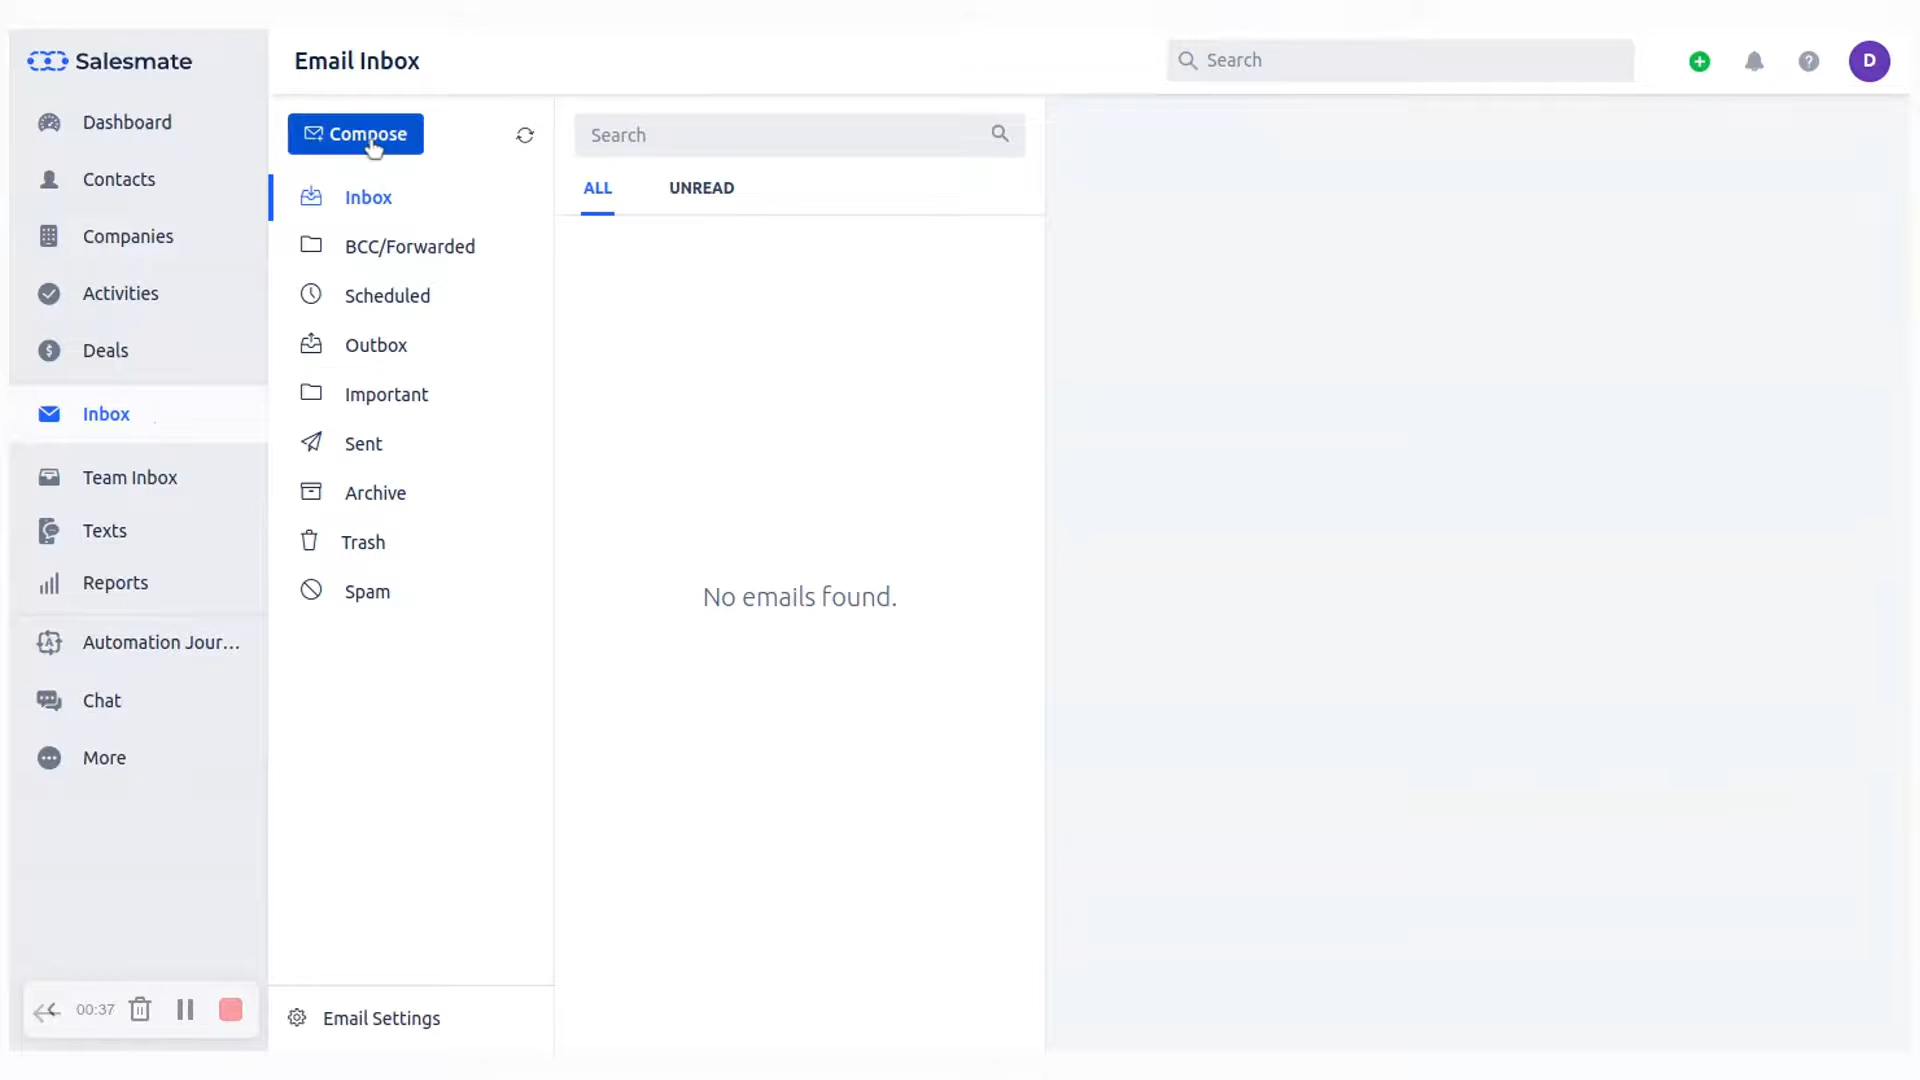 Salesmate
Email Inbox
Search
D
Dashboard
Contacts
Companies
Activities
Deals
Inbox
Team Inbox
Texts
Reports
Automation Jour...
Chat
More
00:37
Compose
Inbox
BCC/Forwarded
Scheduled
Outbox
Important
Sent
Archive
Trash
Spam
Email Settings
Search
ALL UNREAD
No emails found.